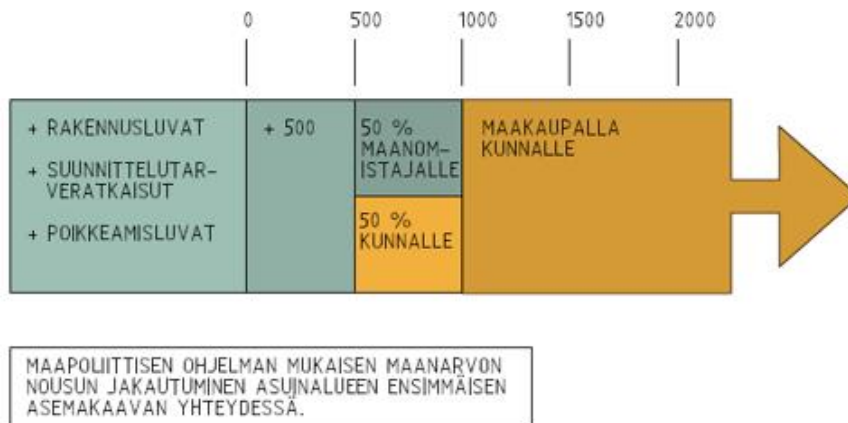 0 500 1000 1500 2000
+ RAKENNUSLUVAT
+ SUUNNITTELUTAR-
VERATKAISUT
+ POIKKEAMISLUVAT
+ 500
50 %
MAANOM-
ISTAJALLE
50 %
KUNNALLE
MAAKAUPALLA
KUNNALLE
MAAPOLIITTISEN OHJELMAN MUKAISEN MAANARVON
NOUSUN JAKAUTUMINEN ASUINALUEEN ENSIMMÄISEN
ASEMAKAAVAN YHTEYDESSÄ.